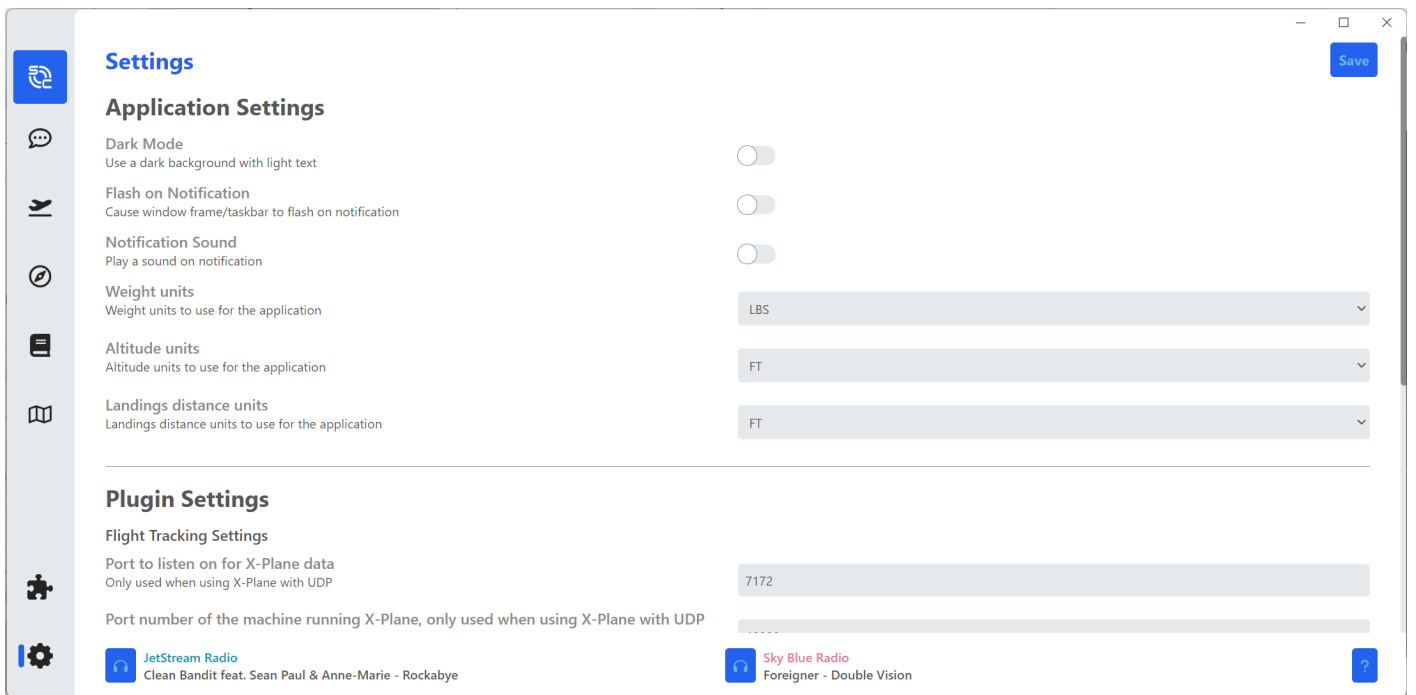 Settings
Save
Application Settings
Dark Mode
Use a dark background with light text
Flash on Notification
Cause window frame/taskbar to flash on notification
Notification Sound
Play a sound on notification
Weight units
Weight units to use for the application
LBS
Altitude units
Altitude units to use for the application
FT
Landings distance units
Landings distance units to use for the application
FT
Plugin Settings
Flight Tracking Settings
Port to listen on for X-Plane data
Only used when using X-Plane with UDP
7172
Port number of the machine running X-Plane, only used when using X-Plane with UDP
JetStream Radio
Clean Bandit feat. Sean Paul & Anne-Marie - Rockabye
Sky Blue Radio
Foreigner - Double Vision
?